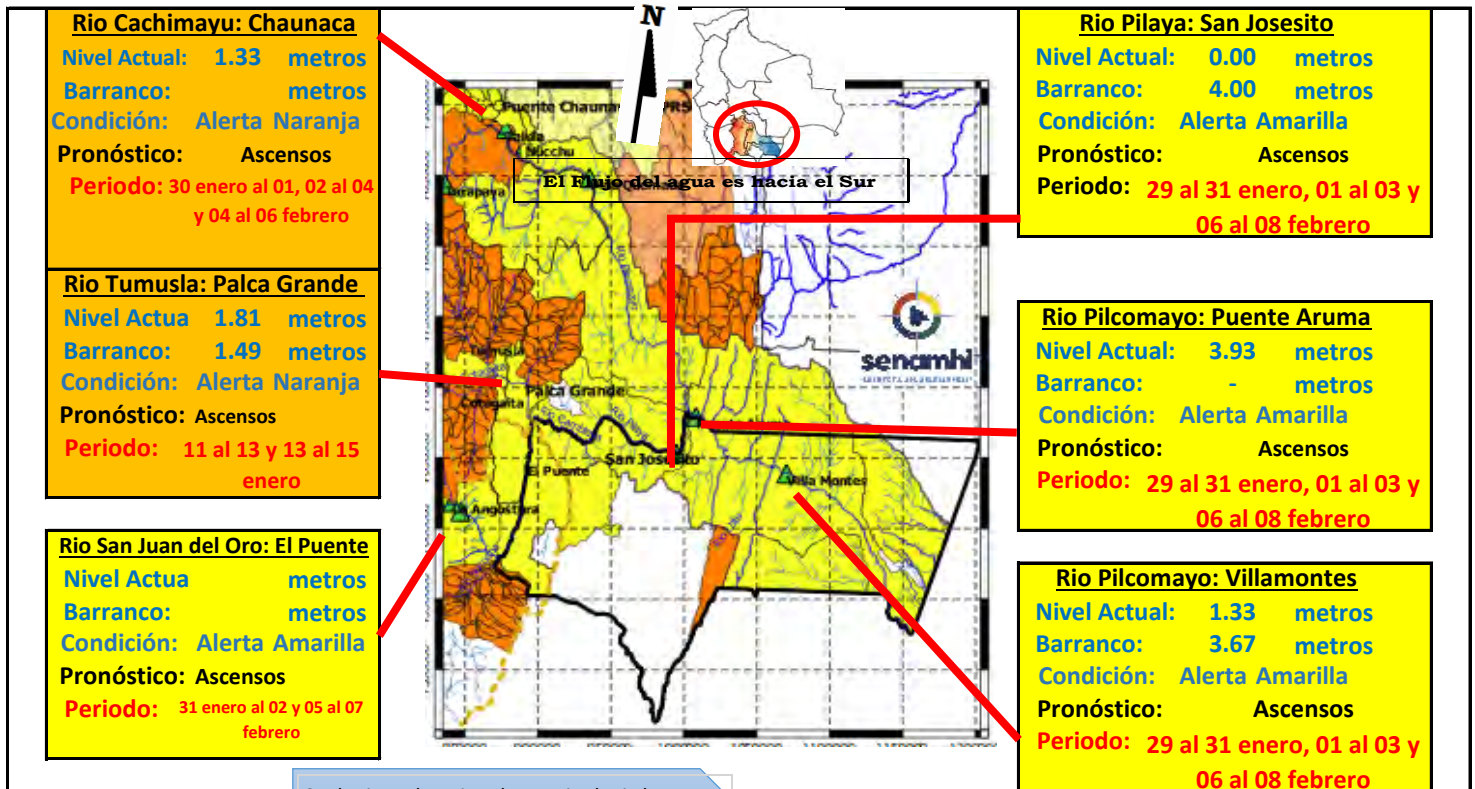 Rio Cachimayu: Chaunaca
Nivel Actual: 1.33 metros
Barranco: metros
Condición: Alerta Naranja
Pronóstico: Ascensos
Periodo: 30 enero al 01, 02 al 04
y 04 al 06 febrero
Rio Tumusla: Palca Grande
Nivel Actua 1.81 metros
Barranco: 1.49 metros
Condición: Alerta Naranja
Pronóstico: Ascensos
Periodo: 11 al 13 y 13 al 15
enero
Rio San Juan del Oro: El Puente
Nivel Actua metros
Barranco: metros
Condición: Alerta Amarilla
Pronóstico: Ascensos
Periodo: 31 enero al 02 y 05 al 07
febrero
N
Puente Chauna
Nucchu
El Flujo del agua es hacia el Sur
Tumusla
Palca Grande
Cotagaita
San Josesito
El Puente
Villa Montes
Angostura
senamhi
Rio Pilaya: San Josesito
Nivel Actual: 0.00 metros
Barranco: 4.00 metros
Condición: Alerta Amarilla
Pronóstico: Ascensos
Periodo: 29 al 31 enero, 01 al 03 y
06 al 08 febrero
Rio Pilcomayo: Puente Aruma
Nivel Actual: 3.93 metros
Barranco: - metros
Condición: Alerta Amarilla
Pronóstico: Ascensos
Periodo: 29 al 31 enero, 01 al 03 y
06 al 08 febrero
Rio Pilcomayo: Villamontes
Nivel Actual: 1.33 metros
Barranco: 3.67 metros
Condición: Alerta Amarilla
Pronóstico: Ascensos
Periodo: 29 al 31 enero, 01 al 03 y
06 al 08 febrero